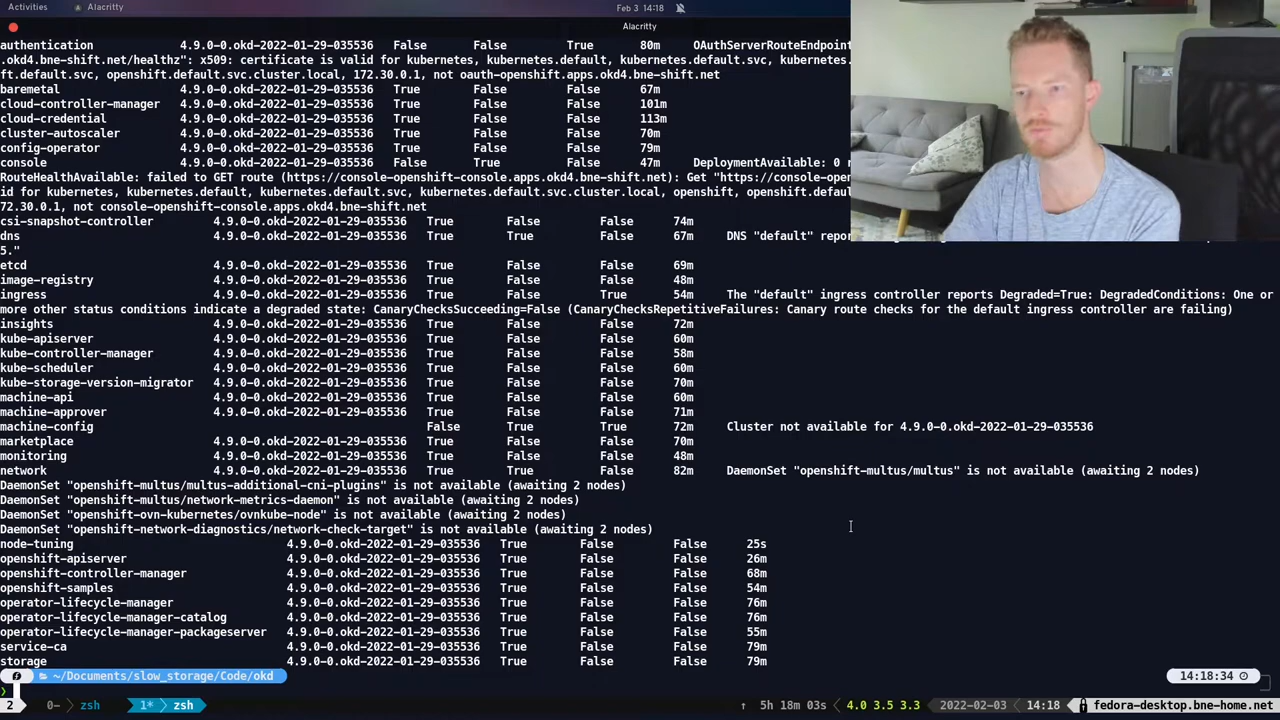 Activities Alacritty Feb 3 14:18
Alacritty
authentication 4.9.0-0.okd-2022-01-29-035536 False False True 80m OAuthServerRouteEndpoint
.okd4.bne-shift.net/healthz": x509: certificate is valid for kubernetes, kubernetes.default, kubernetes.default.svc, kubernetes.
ft.default.svc, openshift.default.svc.cluster.local, 172.30.0.1, not oauth-openshift.apps.okd4.bne-shift.net
baremetal 4.9.0-0.okd-2022-01-29-035536 True False False 67m
cloud-controller-manager 4.9.0-0.okd-2022-01-29-035536 True False False 101m
cloud-credential 4.9.0-0.okd-2022-01-29-035536 True False False 113m
cluster-autoscaler 4.9.0-0.okd-2022-01-29-035536 True False False 70m
config-operator 4.9.0-0.okd-2022-01-29-035536 True False False 79m
console 4.9.0-0.okd-2022-01-29-035536 False True False 47m DeploymentAvailable: 0 r
RouteHealthAvailable: failed to GET route (https://console-openshift-console.apps.okd4.bne-shift.net): Get "https://console-open
id for kubernetes, kubernetes.default, kubernetes.default.svc, kubernetes.default.svc.cluster.local, openshift, openshift.defaul
72.30.0.1, not console-openshift-console.apps.okd4.bne-shift.net
csi-snapshot-controller 4.9.0-0.okd-2022-01-29-035536 True False False 74m
dns 4.9.0-0.okd-2022-01-29-035536 True True False 67m DNS "default" repor
5."
etcd 4.9.0-0.okd-2022-01-29-035536 True False False 69m
image-registry 4.9.0-0.okd-2022-01-29-035536 True False False 48m
ingress 4.9.0-0.okd-2022-01-29-035536 True False True 54m The "default" ingress controller reports Degraded=True: DegradedConditions: One or
more other status conditions indicate a degraded state: CanaryChecksSucceeding=False (CanaryChecksRepetitiveFailures: Canary route checks for the default ingress controller are failing)
insights 4.9.0-0.okd-2022-01-29-035536 True False False 72m
kube-apiserver 4.9.0-0.okd-2022-01-29-035536 True False False 60m
kube-controller-manager 4.9.0-0.okd-2022-01-29-035536 True False False 58m
kube-scheduler 4.9.0-0.okd-2022-01-29-035536 True False False 60m
kube-storage-version-migrator 4.9.0-0.okd-2022-01-29-035536 True False False 70m
machine-api 4.9.0-0.okd-2022-01-29-035536 True False False 60m
machine-approver 4.9.0-0.okd-2022-01-29-035536 True False False 71m
machine-config False True True 72m Cluster not available for 4.9.0-0.okd-2022-01-29-035536
marketplace 4.9.0-0.okd-2022-01-29-035536 True False False 70m
monitoring 4.9.0-0.okd-2022-01-29-035536 True False False 48m
network 4.9.0-0.okd-2022-01-29-035536 True True False 82m DaemonSet "openshift-multus/multus" is not available (awaiting 2 nodes)
DaemonSet "openshift-multus/multus-additional-cni-plugins" is not available (awaiting 2 nodes)
DaemonSet "openshift-multus/network-metrics-daemon" is not available (awaiting 2 nodes)
DaemonSet "openshift-ovn-kubernetes/ovnkube-node" is not available (awaiting 2 nodes)
DaemonSet "openshift-network-diagnostics/network-check-target" is not available (awaiting 2 nodes)
node-tuning 4.9.0-0.okd-2022-01-29-035536 True False False 25s
openshift-apiserver 4.9.0-0.okd-2022-01-29-035536 True False False 26m
openshift-controller-manager 4.9.0-0.okd-2022-01-29-035536 True False False 68m
openshift-samples 4.9.0-0.okd-2022-01-29-035536 True False False 54m
operator-lifecycle-manager 4.9.0-0.okd-2022-01-29-035536 True False False 76m
operator-lifecycle-manager-catalog 4.9.0-0.okd-2022-01-29-035536 True False False 76m
operator-lifecycle-manager-packageserver 4.9.0-0.okd-2022-01-29-035536 True False False 55m
service-ca 4.9.0-0.okd-2022-01-29-035536 True False False 79m
storage 4.9.0-0.okd-2022-01-29-035536 True False False 79m
~/Documents/slow_storage/Code/okd 14:18:34
❯
2 0- zsh 1* zsh ↑ 5h 18m 03s 4.0 3.5 3.3 2022-02-03 14:18 fedora-desktop.bne-home.net